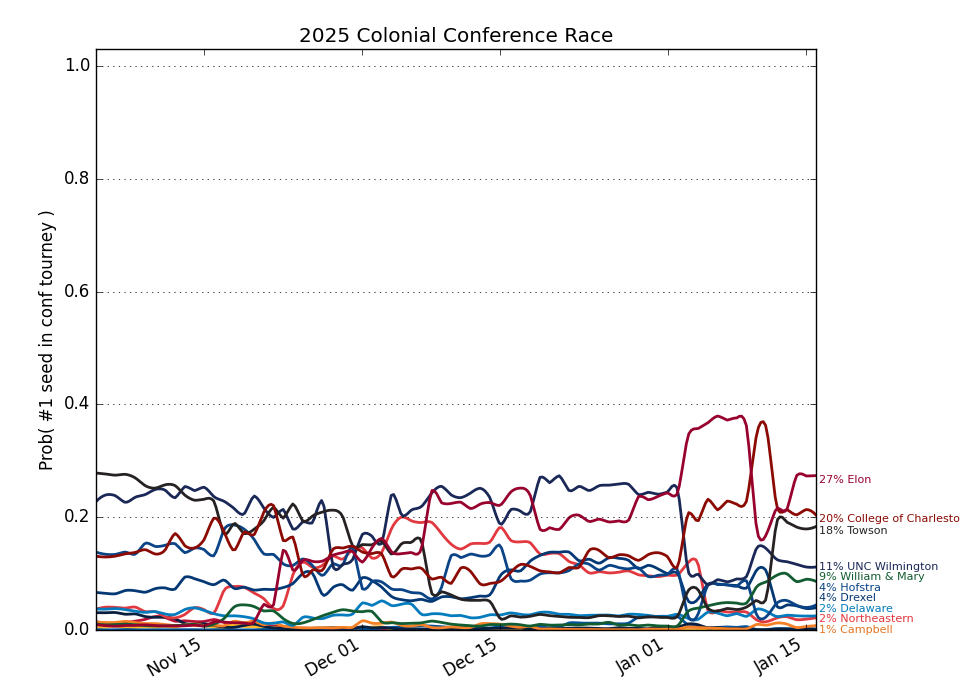 2025 Colonial Conference Race
Prob( #1 seed in conf tourney )
1.0
0.8
0.6
0.4
0.2
0.0
Nov 15
Dec 01
Dec 15
Jan 01
Jan 15
27% Elon
20% College of Charlesto
18% Towson
11% UNC Wilmington
9% William & Mary
4% Hofstra
4% Drexel
2% Delaware
2% Northeastern
1% Campbell